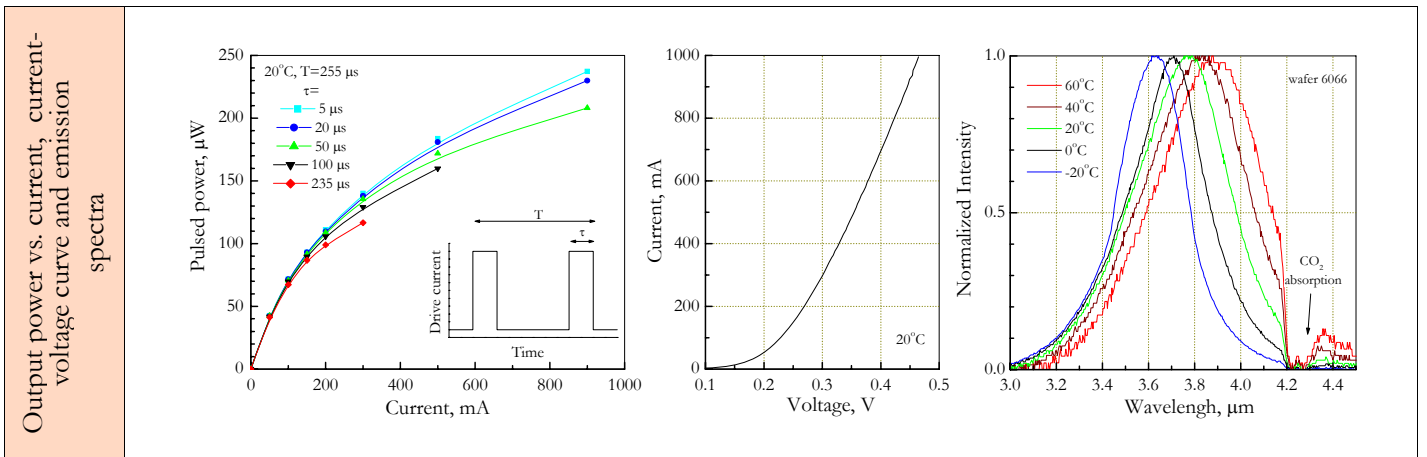 Output power vs. current, current-
voltage curve and emission
spectra
250
200
150
100
50
0
Pulsed power, μW
20°C, T=255 μs
τ=
5 μs
20 μs
50 μs
100 μs
235 μs
T
τ
Drive current
Time
0
200
400
600
800
1000
Current, mA
1000
800
600
400
200
0
Current, mA
20°C
0.1
0.2
0.3
0.4
0.5
Voltage, V
1.0
0.5
0.0
Normalized Intensity
60°C
40°C
20°C
0°C
-20°C
wafer 6066
CO₂
absorption
3.0
3.2
3.4
3.6
3.8
4.0
4.2
4.4
Wavelengh, μm